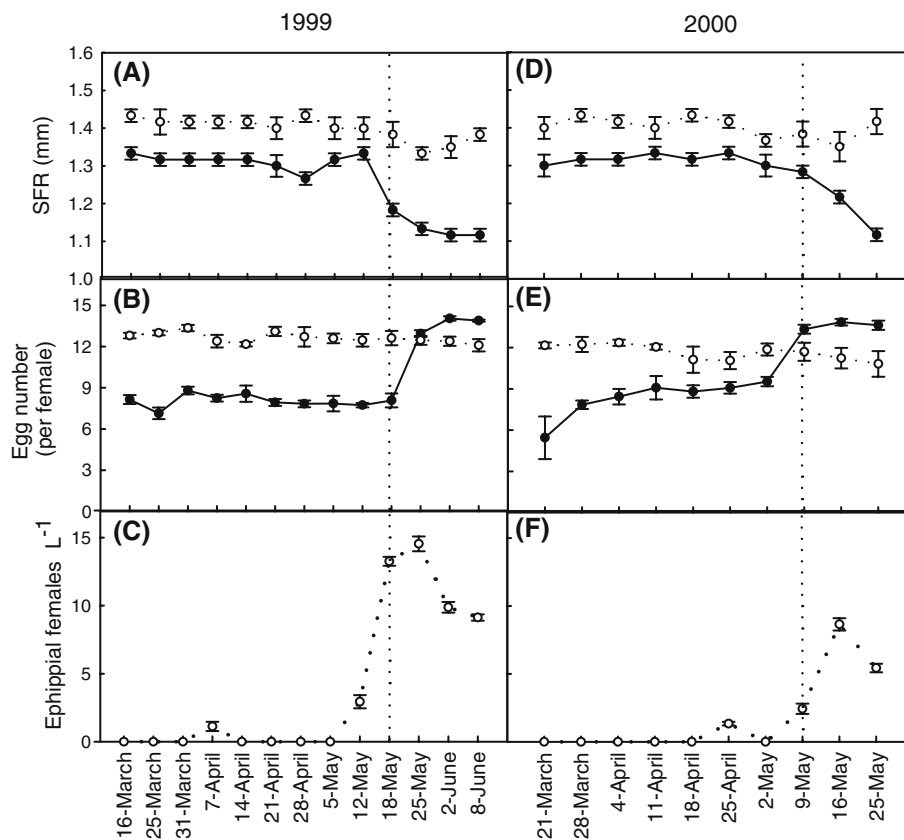 1999
2000
(A)
(D)
SFR (mm)
1.6
1.5
1.4
1.3
1.2
1.1
1.0
(B)
(E)
Egg number
(per female)
15
12
9
6
3
0
(C)
(F)
Ephippial females L-1
15
10
5
0
16-March
25-March
31-March
7-April
14-April
21-April
28-April
5-May
12-May
18-May
25-May
2-June
8-June
21-March
28-March
4-April
11-April
18-April
25-April
2-May
9-May
16-May
25-May